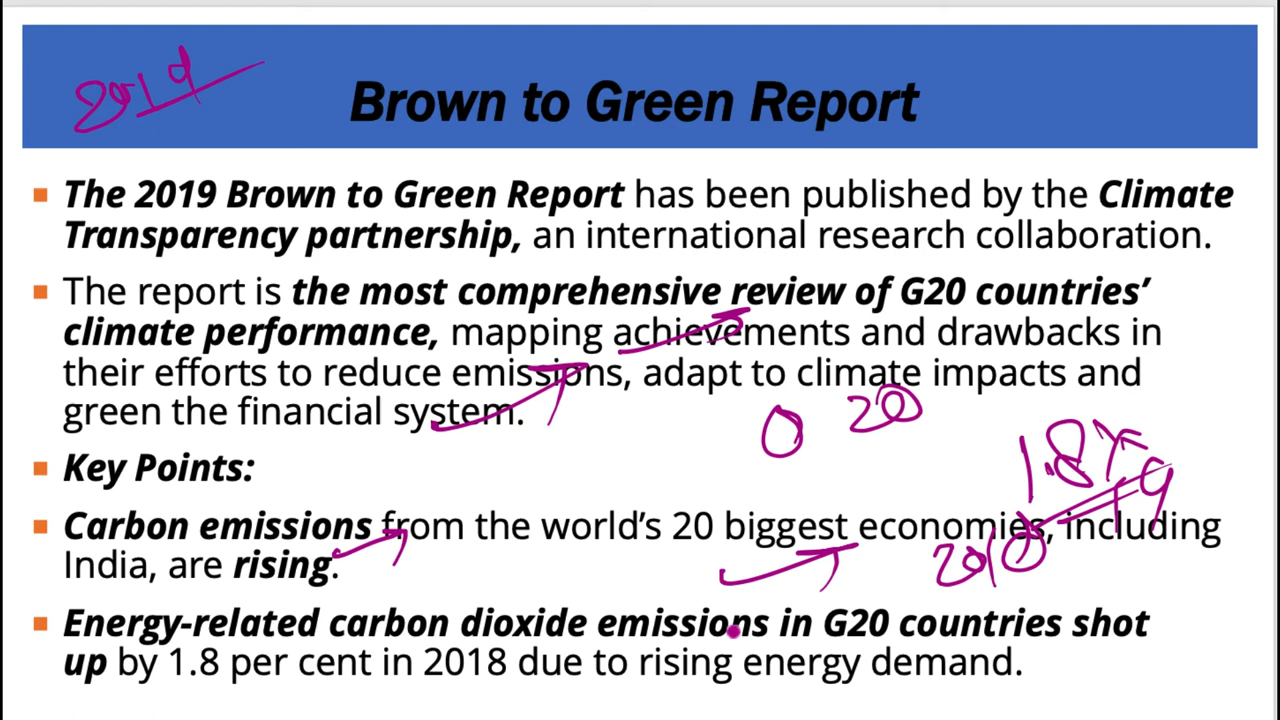 2019
Brown to Green Report
The 2019 Brown to Green Report has been published by the Climate
Transparency partnership, an international research collaboration.
The report is the most comprehensive review of G20 countries’
climate performance, mapping achievements and drawbacks in
their efforts to reduce emissions, adapt to climate impacts and
green the financial system.
20
1.8%
Key Points:
Carbon emissions from the world’s 20 biggest economies, including
India, are rising.
Energy-related carbon dioxide emissions in G20 countries shot
up by 1.8 per cent in 2018 due to rising energy demand.